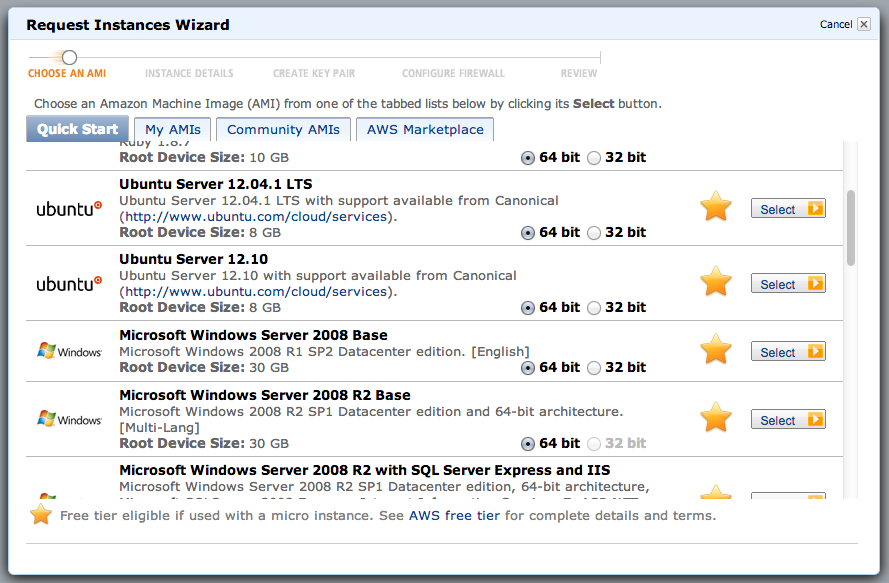 Request Instances Wizard
Cancel
CHOOSE AN AMI INSTANCE DETAILS CREATE KEY PAIR CONFIGURE FIREWALL REVIEW
Choose an Amazon Machine Image (AMI) from one of the tabbed lists below by clicking its Select button.
Quick Start My AMIs Community AMIs AWS Marketplace
Ruby 1.8.7
Root Device Size: 10 GB 64 bit 32 bit
Ubuntu Server 12.04.1 LTS
ubuntu Ubuntu Server 12.04.1 LTS with support available from Canonical Select
(http://www.ubuntu.com/cloud/services).
Root Device Size: 8 GB 64 bit 32 bit
Ubuntu Server 12.10
ubuntu Ubuntu Server 12.10 with support available from Canonical Select
(http://www.ubuntu.com/cloud/services).
Root Device Size: 8 GB 64 bit 32 bit
Microsoft Windows Server 2008 Base
Windows Microsoft Windows 2008 R1 SP2 Datacenter edition. [English] Select
Root Device Size: 30 GB 64 bit 32 bit
Microsoft Windows Server 2008 R2 Base
Windows Microsoft Windows 2008 R2 SP1 Datacenter edition and 64-bit architecture. Select
[Multi-Lang]
Root Device Size: 30 GB 64 bit 32 bit
Microsoft Windows Server 2008 R2 with SQL Server Express and IIS
Microsoft Windows 2008 R2 SP1 Datacenter edition, 64-bit architecture,
Free tier eligible if used with a micro instance. See AWS free tier for complete details and terms.